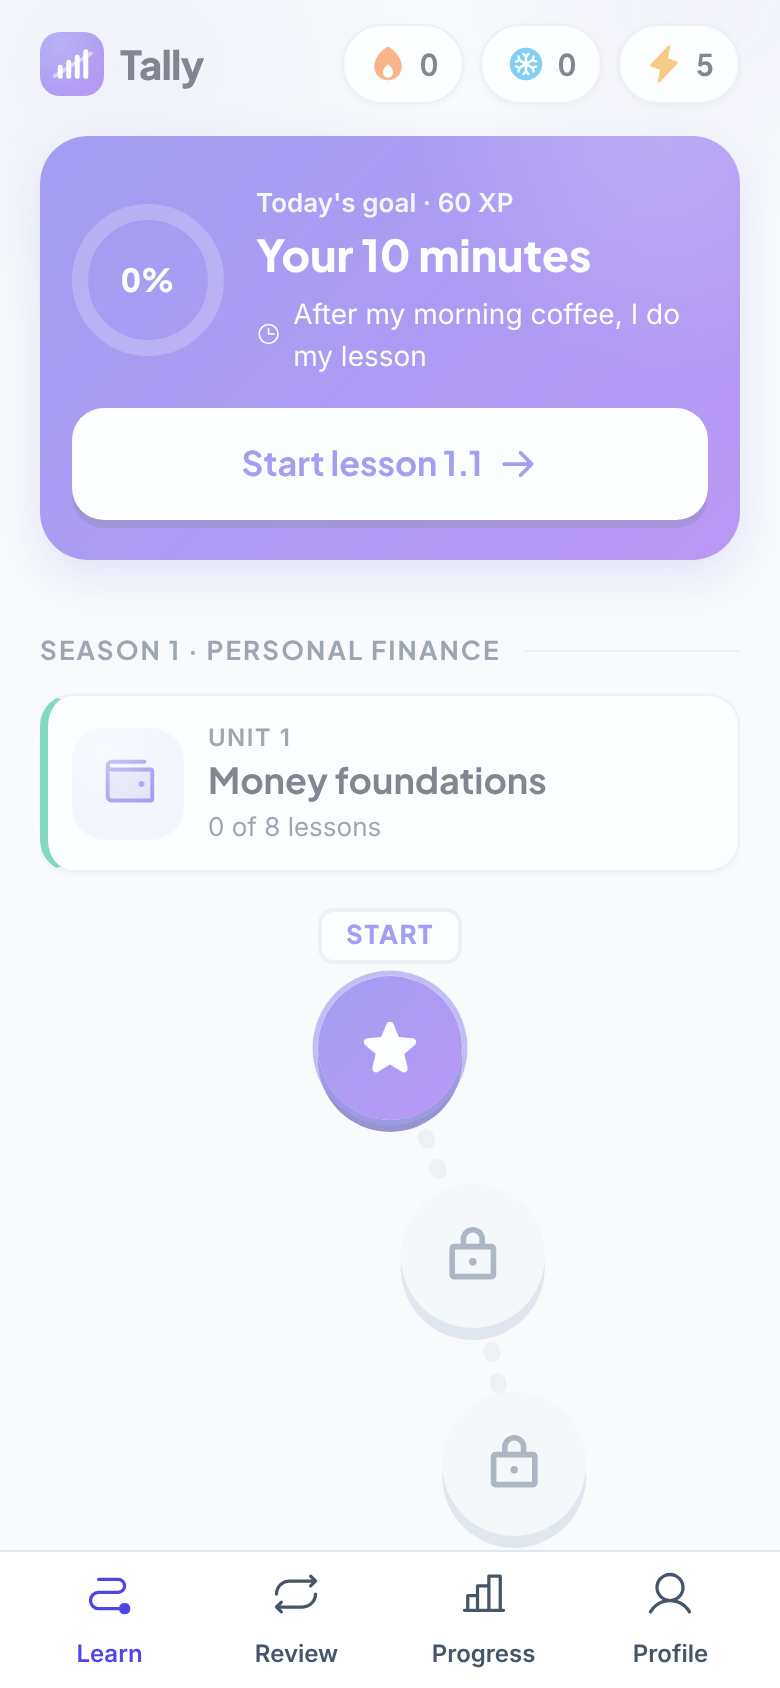 Tally
0
0
5
Today's goal · 60 XP
0%
Your 10 minutes
After my morning coffee, I do
my lesson
Start lesson 1.1 →
SEASON 1 · PERSONAL FINANCE
UNIT 1
Money foundations
0 of 8 lessons
START
Learn
Review
Progress
Profile